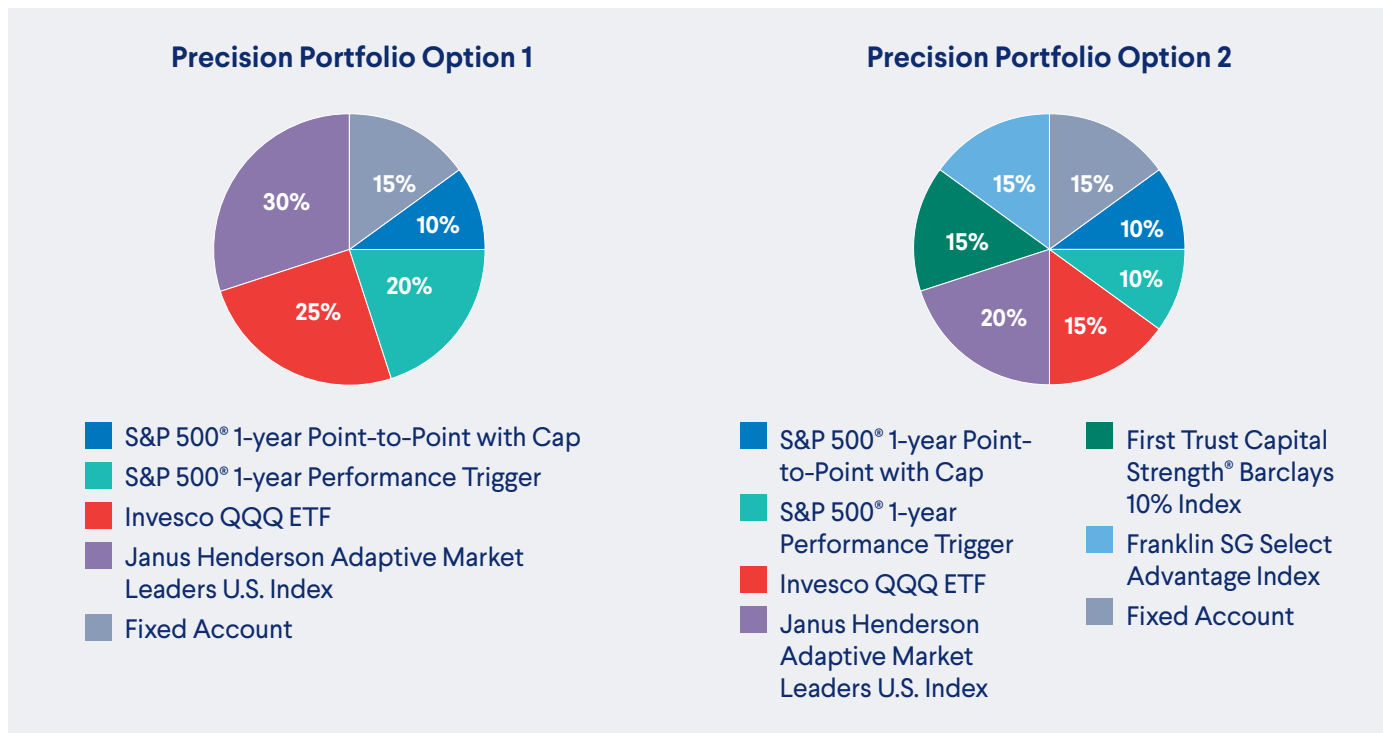 Precision Portfolio Option 1
30%
15%
10%
20%
25%
S&P 500® 1-year Point-to-Point with Cap
S&P 500® 1-year Performance Trigger
Invesco QQQ ETF
Janus Henderson Adaptive Market
Leaders U.S. Index
Fixed Account
Precision Portfolio Option 2
15%
15%
10%
10%
15%
20%
15%
S&P 500® 1-year Point-
to-Point with Cap
S&P 500® 1-year
Performance Trigger
Invesco QQQ ETF
Janus Henderson
Adaptive Market
Leaders U.S. Index
First Trust Capital
Strength® Barclays
10% Index
Franklin SG Select
Advantage Index
Fixed Account